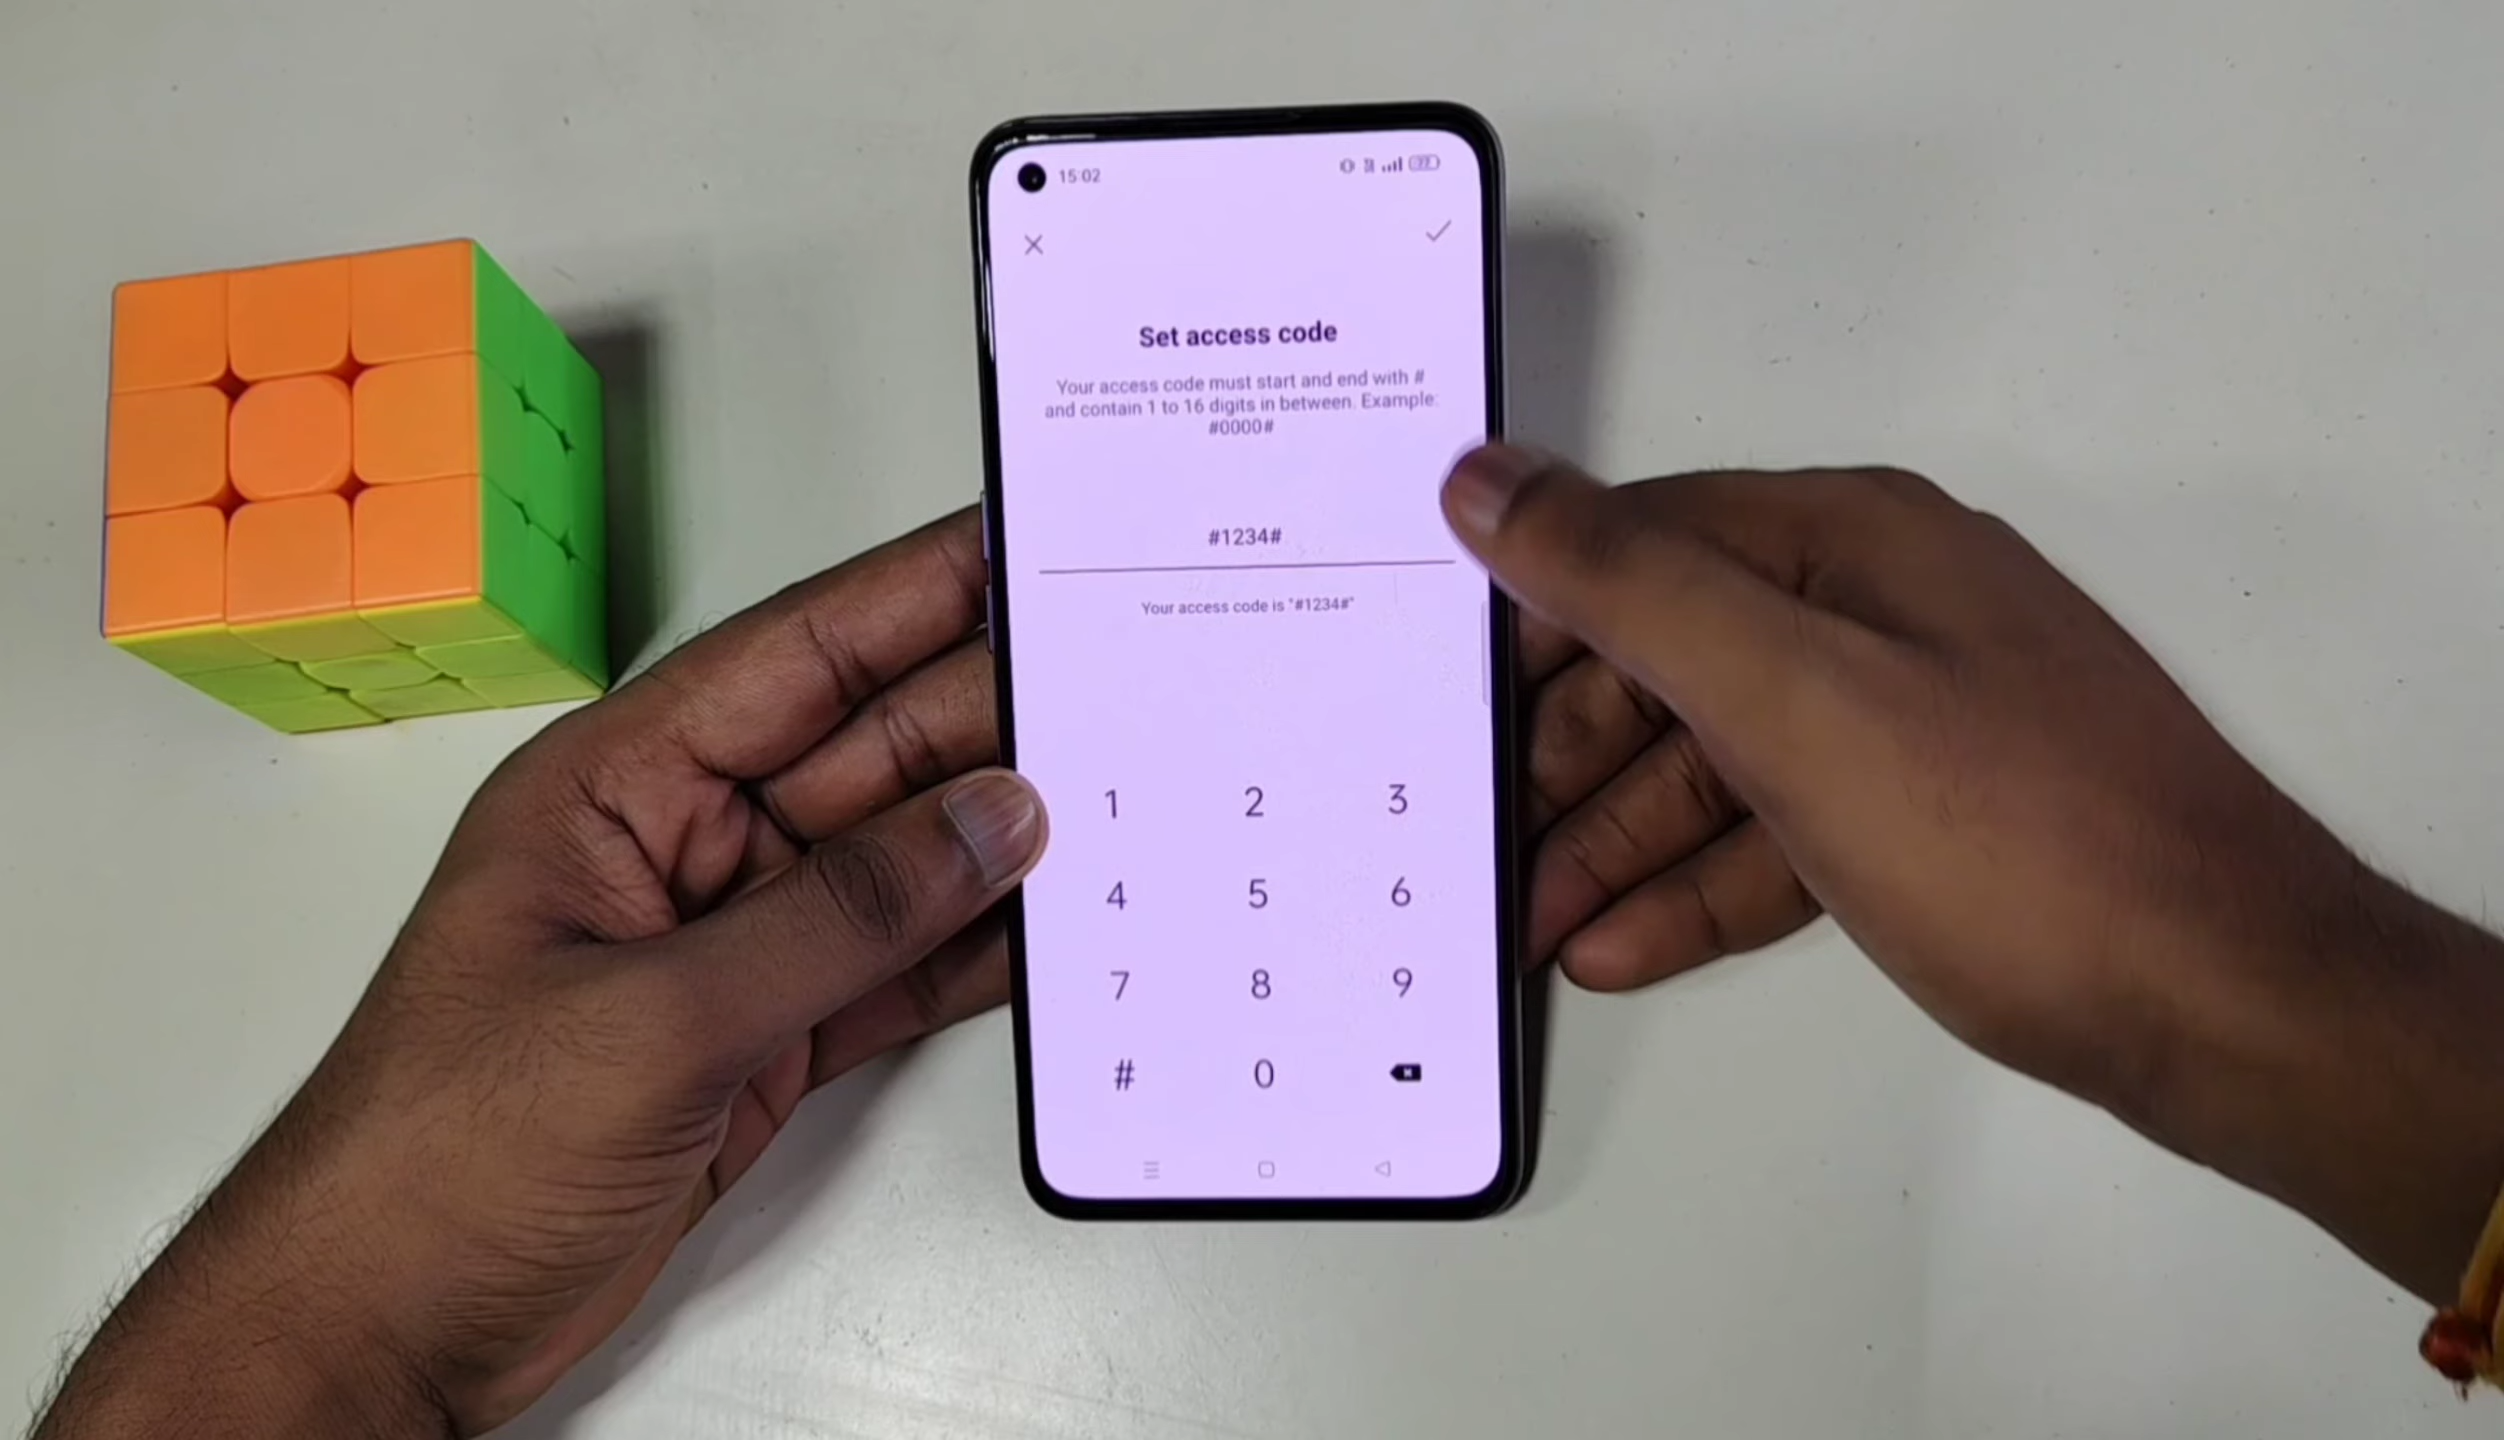 15:02
Set access code
Your access code must start and end with #
and contain 1 to 16 digits in between. Example:
#0000#
#1234#
Your access code is "#1234#"
1 2 3
4 5 6
7 8 9
# 0